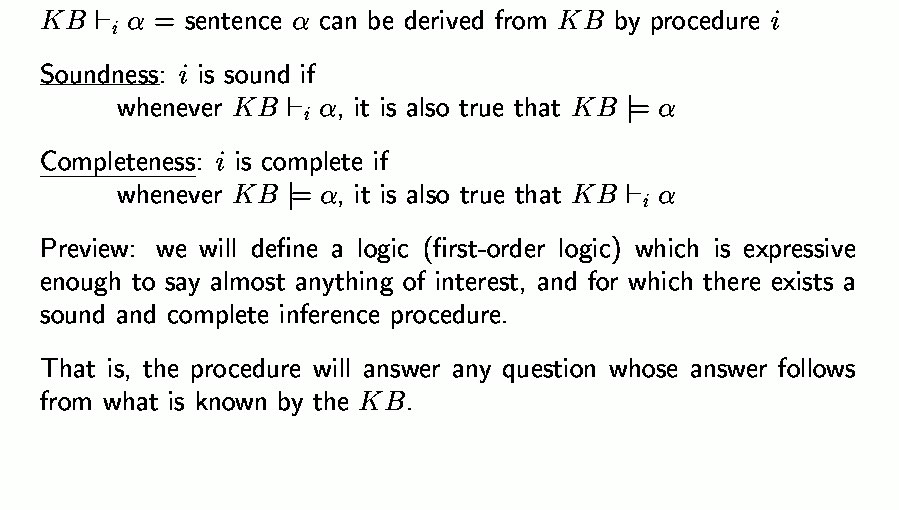 KB ⊢ᵢ α = sentence α can be derived from KB by procedure i
Soundness: i is sound if
whenever KB ⊢ᵢ α, it is also true that KB ⊨ α
Completeness: i is complete if
whenever KB ⊨ α, it is also true that KB ⊢ᵢ α
Preview: we will define a logic (first-order logic) which is expressive
enough to say almost anything of interest, and for which there exists a
sound and complete inference procedure.
That is, the procedure will answer any question whose answer follows
from what is known by the KB.